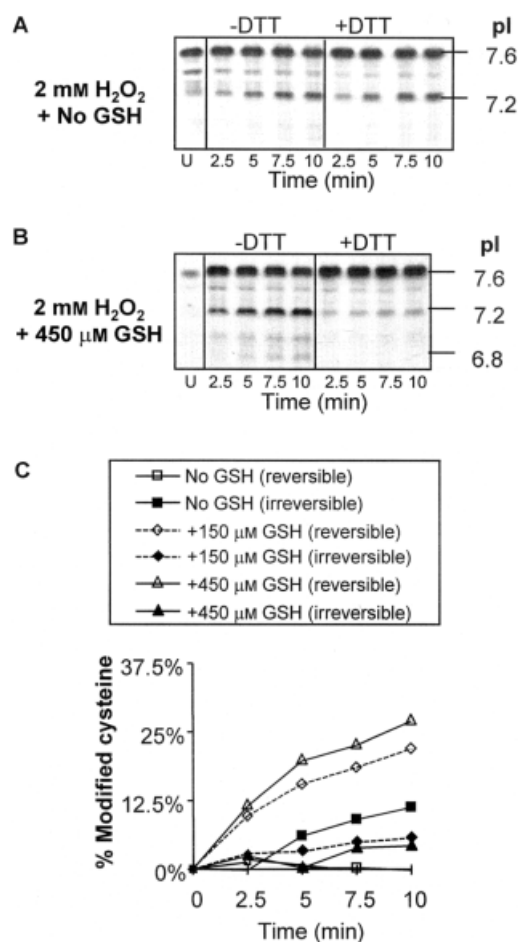 A
-DTT +DTT pI
2 mM H₂O₂
+ No GSH
7.6
7.2
U 2.5 5 7.5 10 2.5 5 7.5 10
Time (min)
B
-DTT +DTT pI
2 mM H₂O₂
+ 450 μM GSH
7.6
7.2
6.8
U 2.5 5 7.5 10 2.5 5 7.5 10
Time (min)
C
No GSH (reversible)
No GSH (irreversible)
+150 μM GSH (reversible)
+150 μM GSH (irreversible)
+450 μM GSH (reversible)
+450 μM GSH (irreversible)
% Modified cysteine
37.5%
25%
12.5%
0%
0 2.5 5 7.5 10
Time (min)